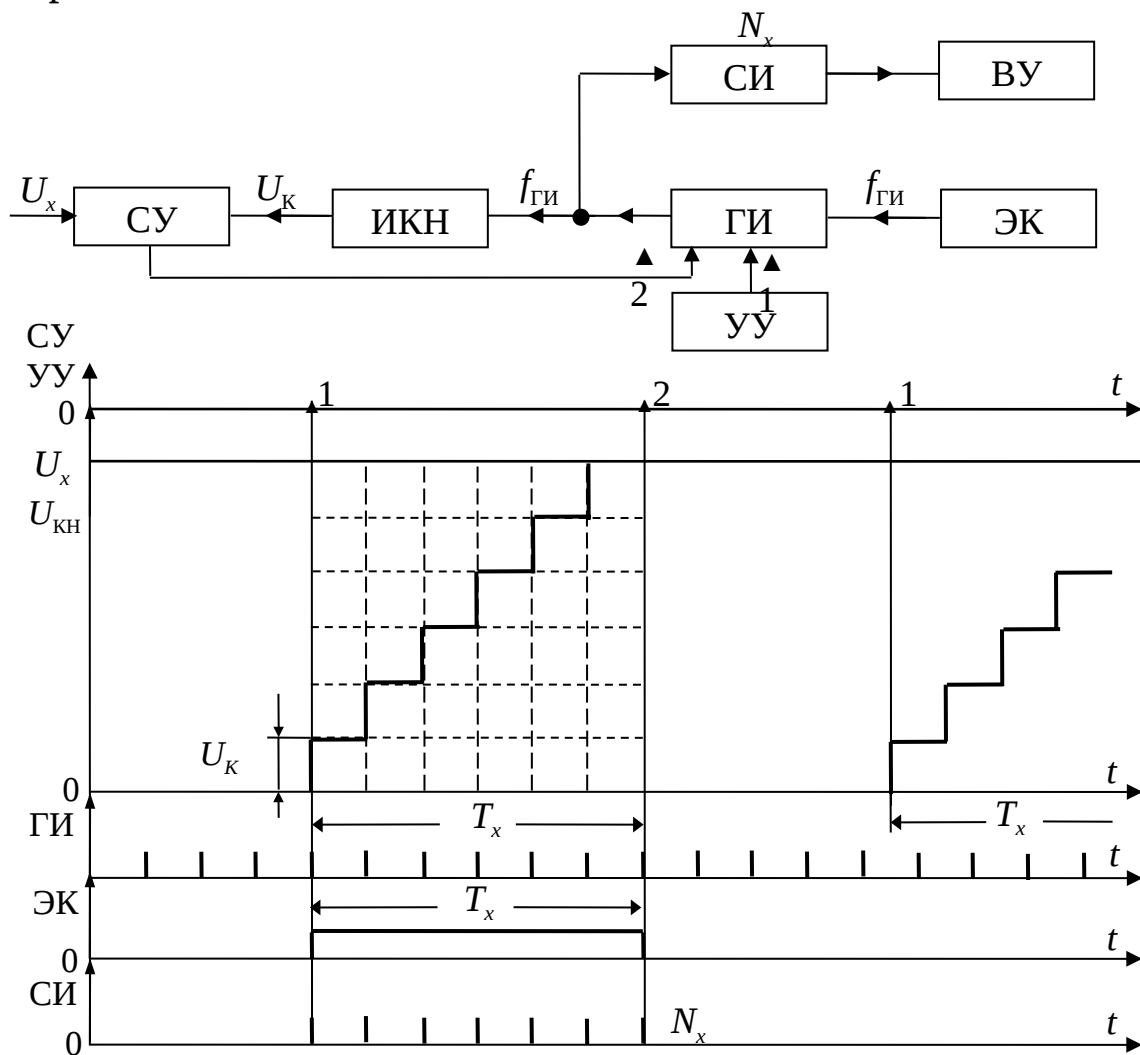 N_x
СИ ВУ
U_x СУ U_К ИКН f_ГИ ГИ f_ГИ ЭК
2 1
УУ
СУ
УУ
0 1 2 1 t
U_x
U_КН
U_K
0 t
ГИ T_x T_x
t
ЭК T_x
0 t
СИ
N_x
0 t